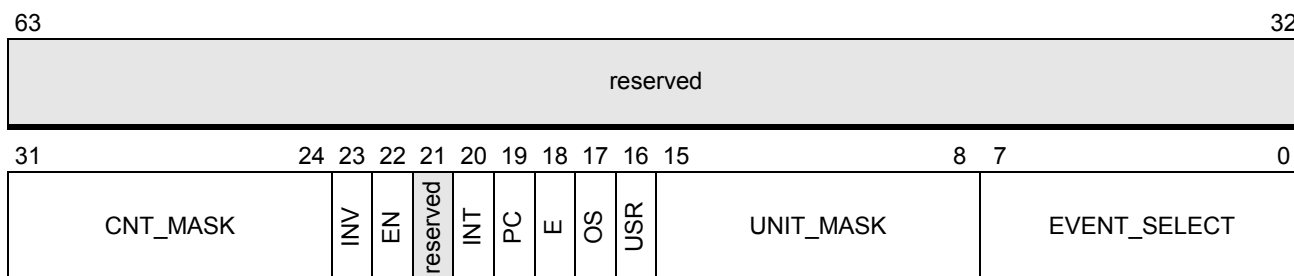 63 32
reserved
31 24 23 22 21 20 19 18 17 16 15 8 7 0
CNT_MASK INV EN reserved INT PC E OS USR UNIT_MASK EVENT_SELECT